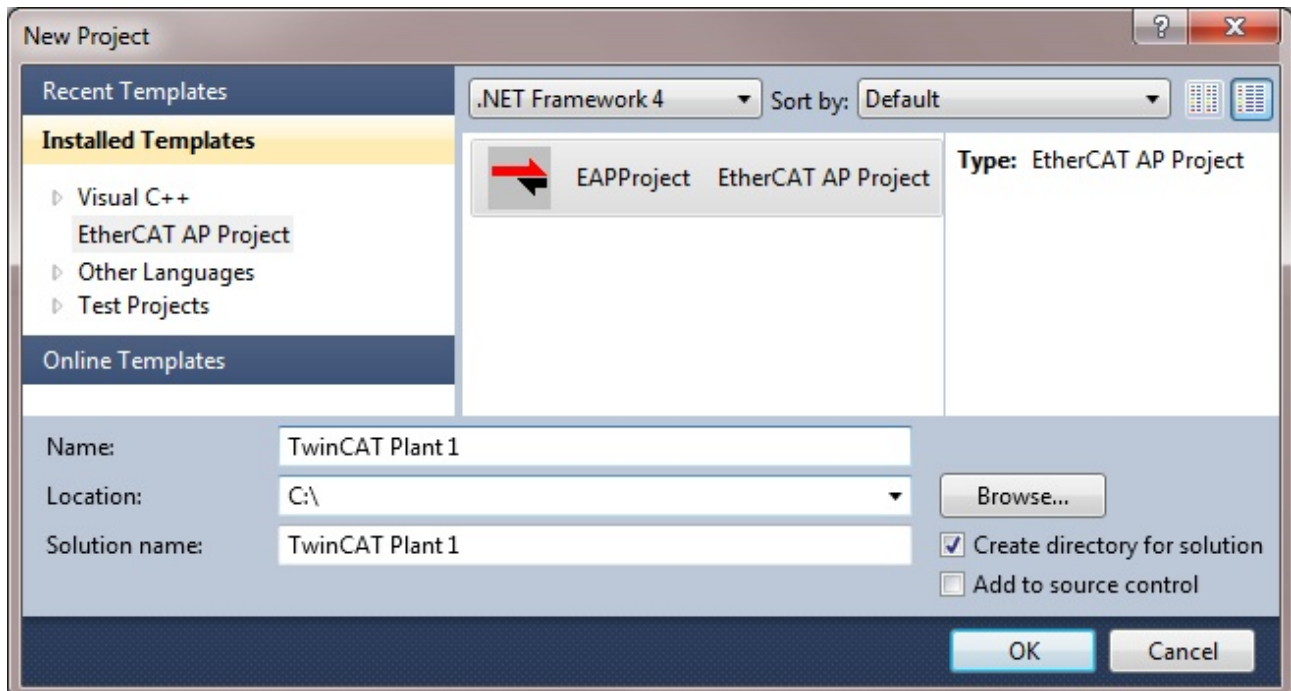 New Project
?
X
Recent Templates
Installed Templates
Visual C++
EtherCAT AP Project
Other Languages
Test Projects
Online Templates
.NET Framework 4
Sort by: Default
EAPProject EtherCAT AP Project
Type: EtherCAT AP Project
Name: TwinCAT Plant 1
Location: C:\
Browse...
Solution name: TwinCAT Plant 1
Create directory for solution
Add to source control
OK Cancel